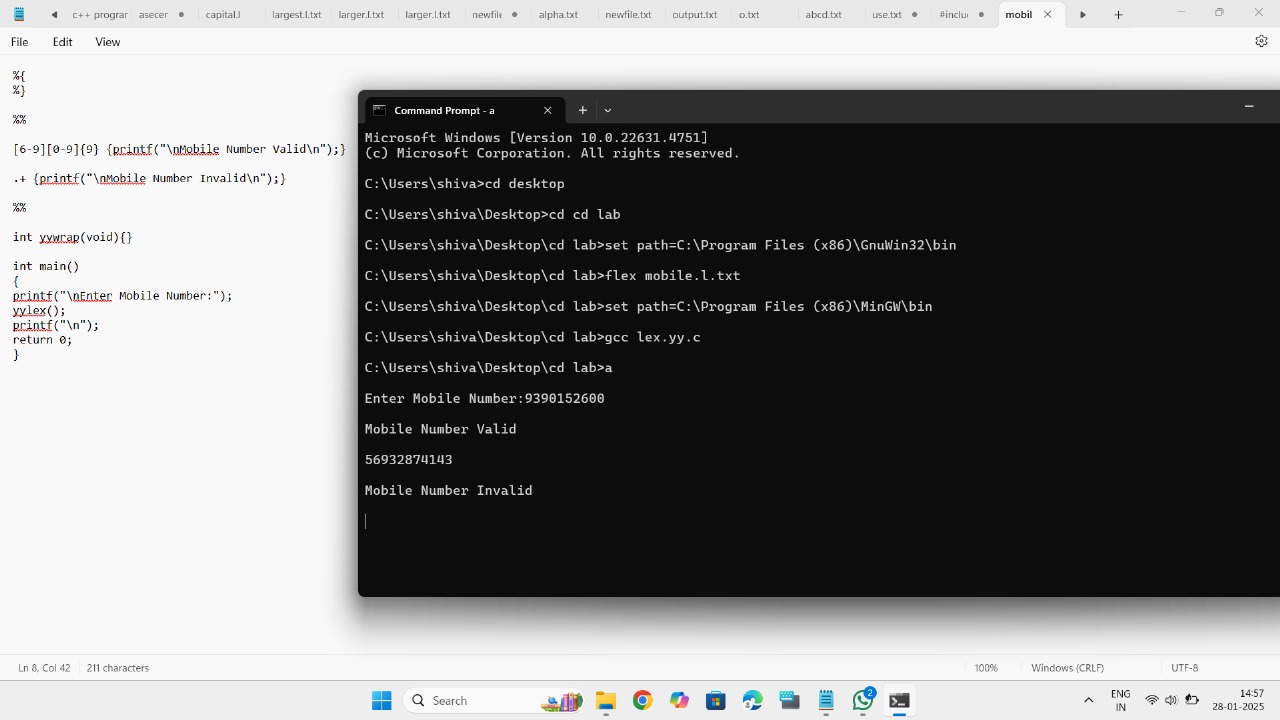 c++ progran asecer capital.l largest.l.txt larger.l.txt larger.l.txt newfile alpha.txt newfile.txt output.txt o.txt abcd.txt use.txt #inclu mobil
File Edit View
%{
%}
%%
[6-9][0-9]{9} {printf("\nMobile Number Valid\n");}
.+ {printf("\nMobile Number Invalid\n");}
%%
int yywrap(void){}
int main()
{
printf("\nEnter Mobile Number:");
yylex();
printf("\n");
return 0;
}
Command Prompt - a
Microsoft Windows [Version 10.0.22631.4751]
(c) Microsoft Corporation. All rights reserved.
C:\Users\shiva>cd desktop
C:\Users\shiva\Desktop>cd cd lab
C:\Users\shiva\Desktop\cd lab>set path=C:\Program Files (x86)\GnuWin32\bin
C:\Users\shiva\Desktop\cd lab>flex mobile.l.txt
C:\Users\shiva\Desktop\cd lab>set path=C:\Program Files (x86)\MinGW\bin
C:\Users\shiva\Desktop\cd lab>gcc lex.yy.c
C:\Users\shiva\Desktop\cd lab>a
Enter Mobile Number:9390152600
Mobile Number Valid
56932874143
Mobile Number Invalid
Ln 8, Col 42 211 characters 100% Windows (CRLF) UTF-8
Search 2 ENG 14:57
IN 28-01-2025